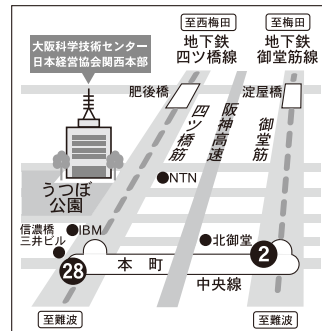 至西梅田
至梅田
大阪科学技術センター
日本経営協会関西本部
地下鉄
四ツ橋線
地下鉄
御堂筋線
肥後橋
淀屋橋
四ツ橋筋
阪神高速
御堂筋
NTN
うつぼ
公園
信濃橋
三井ビル
IBM
北御堂
2
28
本町
中央線
至難波
至難波